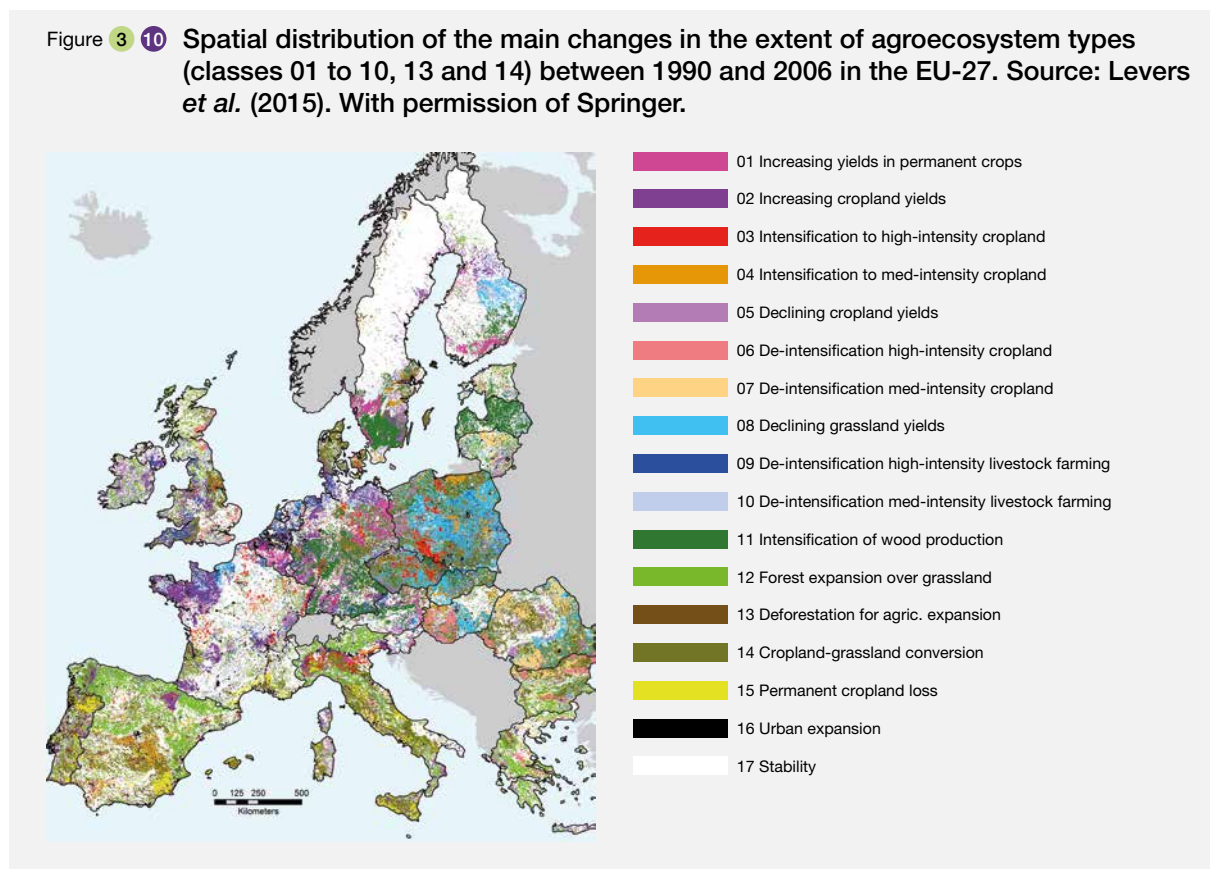 Figure 3 10 Spatial distribution of the main changes in the extent of agroecosystem types
(classes 01 to 10, 13 and 14) between 1990 and 2006 in the EU-27. Source: Levers
et al. (2015). With permission of Springer.
01 Increasing yields in permanent crops
02 Increasing cropland yields
03 Intensification to high-intensity cropland
04 Intensification to med-intensity cropland
05 Declining cropland yields
06 De-intensification high-intensity cropland
07 De-intensification med-intensity cropland
08 Declining grassland yields
09 De-intensification high-intensity livestock farming
10 De-intensification med-intensity livestock farming
11 Intensification of wood production
12 Forest expansion over grassland
13 Deforestation for agric. expansion
14 Cropland-grassland conversion
15 Permanent cropland loss
16 Urban expansion
17 Stability
0 125 250 500
Kilometers